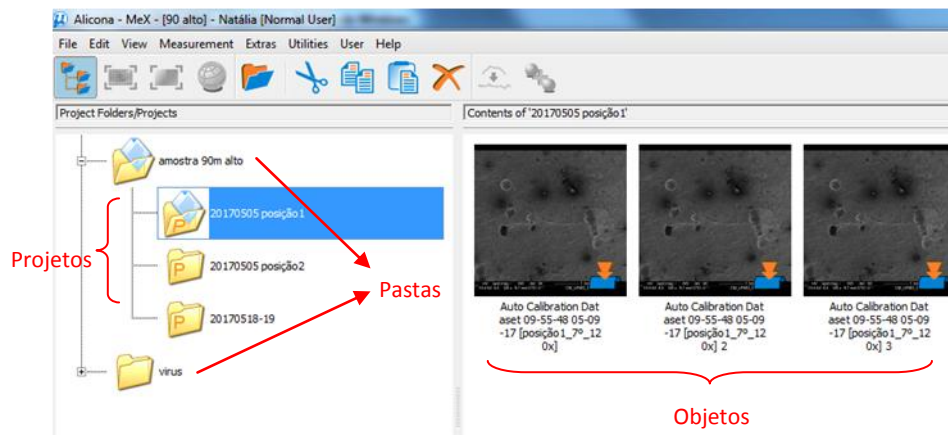 Alicona - MeX - [90 alto] - Natália [Normal User]
File Edit View Measurement Extras Utilities User Help
Project Folders/Projects
Contents of '20170505 posição1'
amostra 90m alto
20170505 posição1
20170505 posição2
20170518-19
virus
Projetos
Pastas
Auto Calibration Dat
aset 09-55-48 05-09
-17 [posição1_7º_12
0x]
Auto Calibration Dat
aset 09-55-48 05-09
-17 [posição1_7º_12
0x] 2
Auto Calibration Dat
aset 09-55-48 05-09
-17 [posição1_7º_12
0x] 3
Objetos